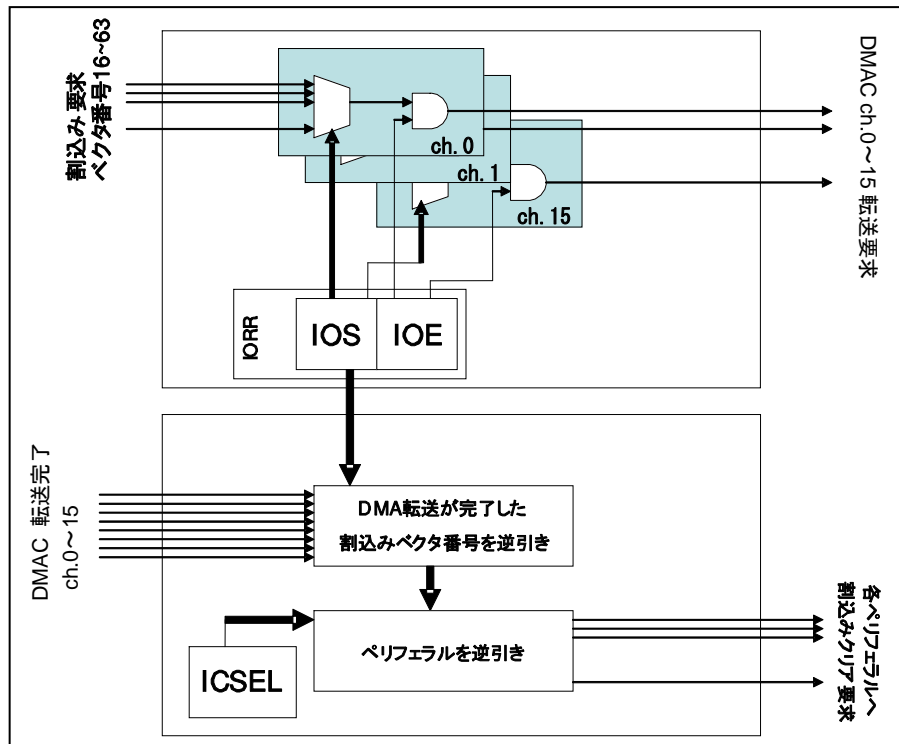 割込み要求
ベクタ番号16~63
ch. 0
ch. 1
ch. 15
DMAC ch.0～15 転送要求
IORR
IOS
IOE
DMAC 転送完了
ch.0～15
DMA転送が完了した
割込みベクタ番号を逆引き
ペリフェラルを逆引き
ICSEL
各ペリフェラルへ
割込みクリア要求